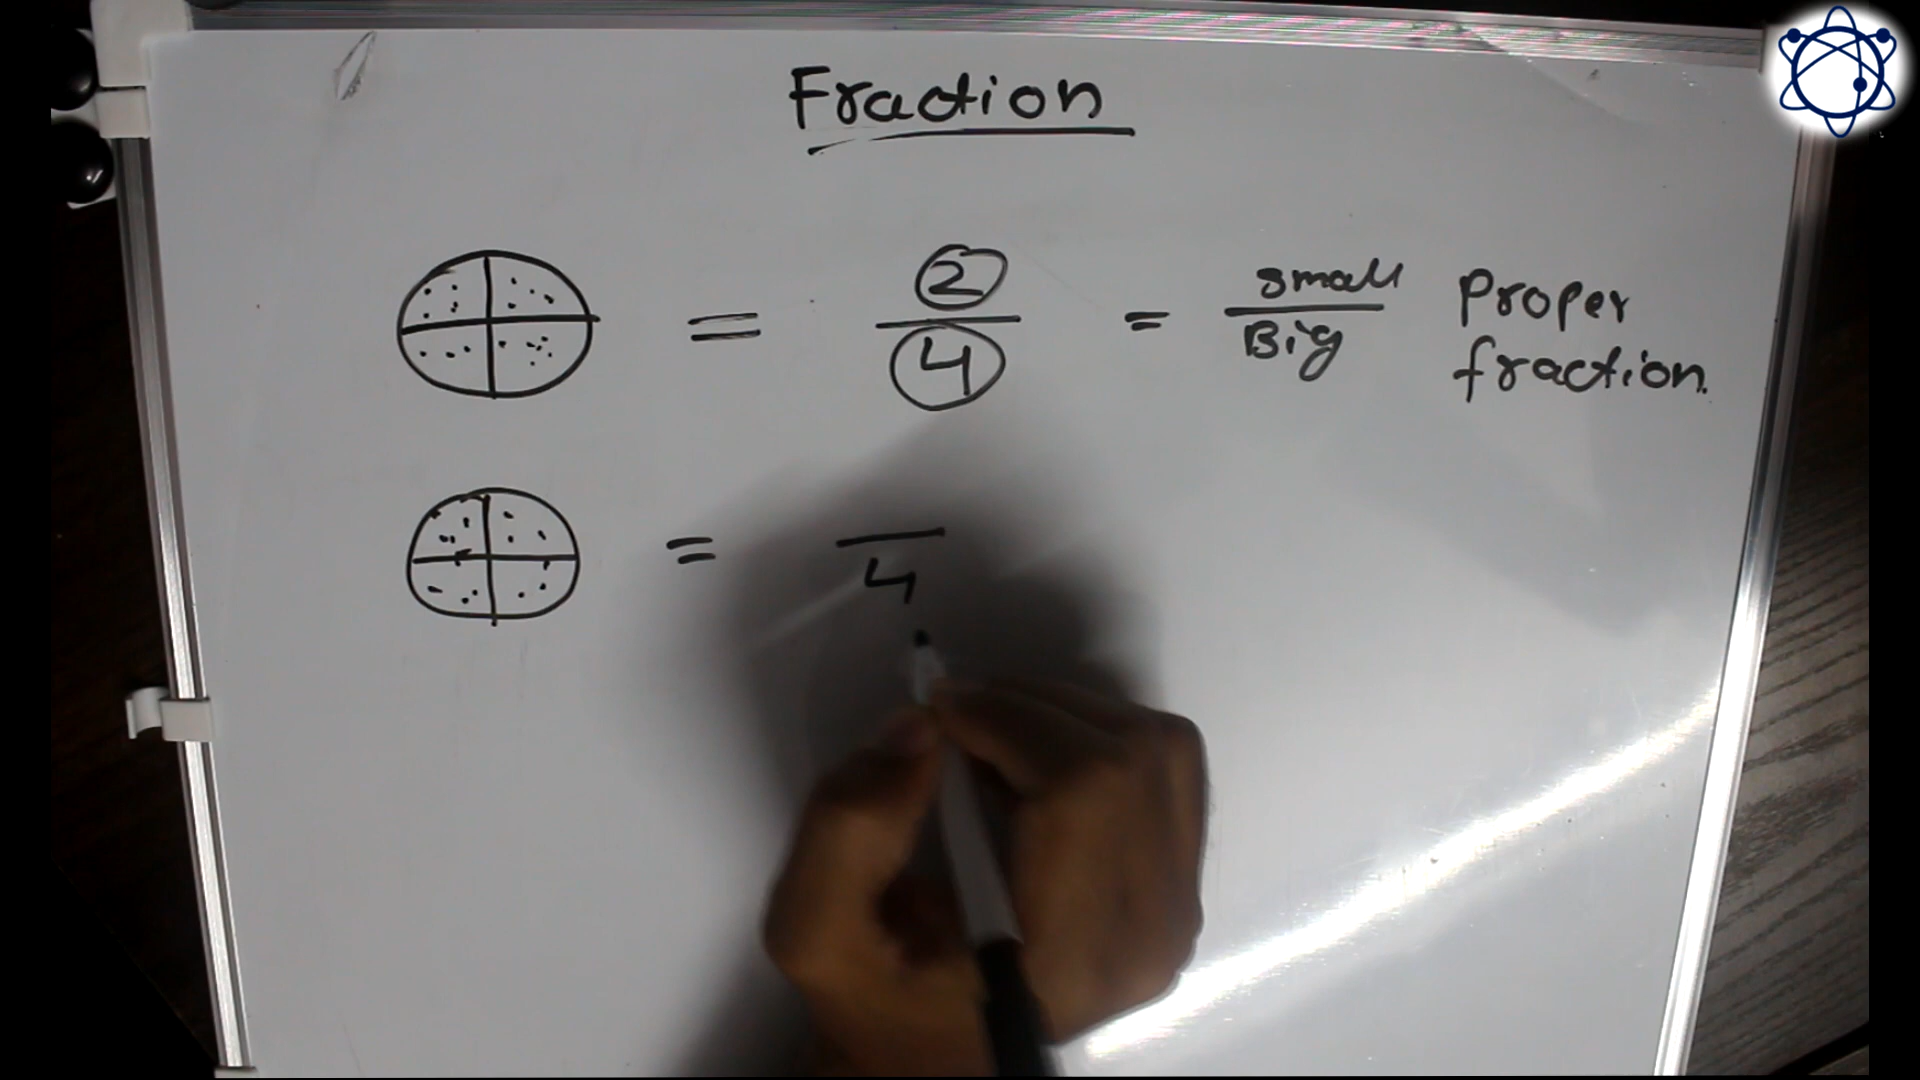 Fraction
= 2/4 = small/Big Proper
fraction.
= /4